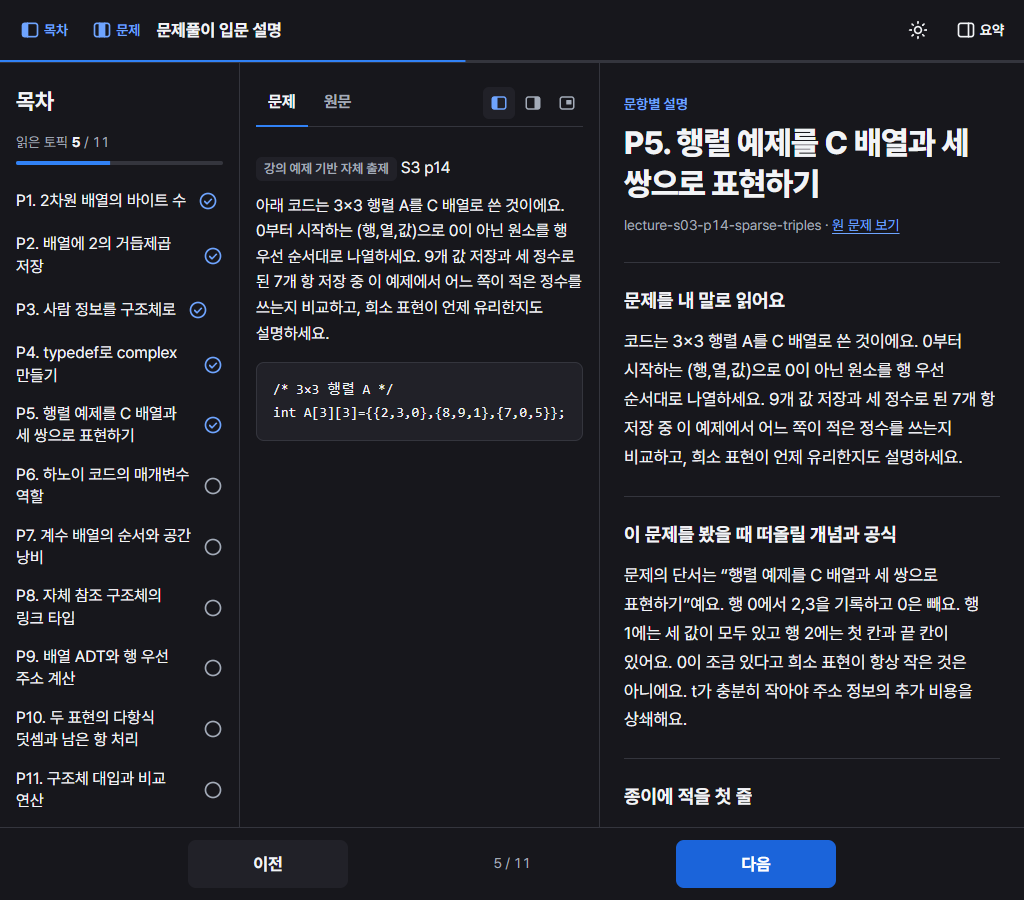 목차
문제
문제풀이 입문 설명
요약
목차
읽은 토픽 5 / 11
P1. 2차원 배열의 바이트 수
P2. 배열에 2의 거듭제곱
저장
P3. 사람 정보를 구조체로
P4. typedef로 complex
만들기
P5. 행렬 예제를 C 배열과
세 쌍으로 표현하기
P6. 하노이 코드의 매개변수
역할
P7. 계수 배열의 순서와 공간
낭비
P8. 자체 참조 구조체의
링크 타입
P9. 배열 ADT와 행 우선
주소 계산
P10. 두 표현의 다항식
덧셈과 남은 항 처리
P11. 구조체 대입과 비교
연산
문제
원문
강의 예제 기반 자체 출제 S3 p14
아래 코드는 3×3 행렬 A를 C 배열로 쓴 것이에요.
0부터 시작하는 (행,열,값)으로 0이 아닌 원소를 행
우선 순서대로 나열하세요. 9개 값 저장과 세 정수로
된 7개 항 저장 중 이 예제에서 어느 쪽이 적은 정수를
쓰는지 비교하고, 희소 표현이 언제 유리한지도
설명하세요.
/* 3x3 행렬 A */
int A[3][3]={{2,3,0},{8,9,1},{7,0,5}};
문항별 설명
P5. 행렬 예제를 C 배열과 세
쌍으로 표현하기
lecture-s03-p14-sparse-triples · 원 문제 보기
문제를 내 말로 읽어요
코드는 3×3 행렬 A를 C 배열로 쓴 것이에요. 0부터
시작하는 (행,열,값)으로 0이 아닌 원소를 행 우선
순서대로 나열하세요. 9개 값 저장과 세 정수로 된 7개 항
저장 중 이 예제에서 어느 쪽이 적은 정수를 쓰는지
비교하고, 희소 표현이 언제 유리한지도 설명하세요.
이 문제를 봤을 때 떠올릴 개념과 공식
문제의 단서는 “행렬 예제를 C 배열과 세 쌍으로
표현하기”예요. 행 0에서 2,3을 기록하고 0은 빼요. 행
1에는 세 값이 모두 있고 행 2에는 첫 칸과 끝 칸이
있어요. 0이 조금 있다고 희소 표현이 항상 작은 것은
아니에요. t가 충분히 작아야 주소 정보의 추가 비용을
상쇄해요.
종이에 적을 첫 줄
이전
5 / 11
다음